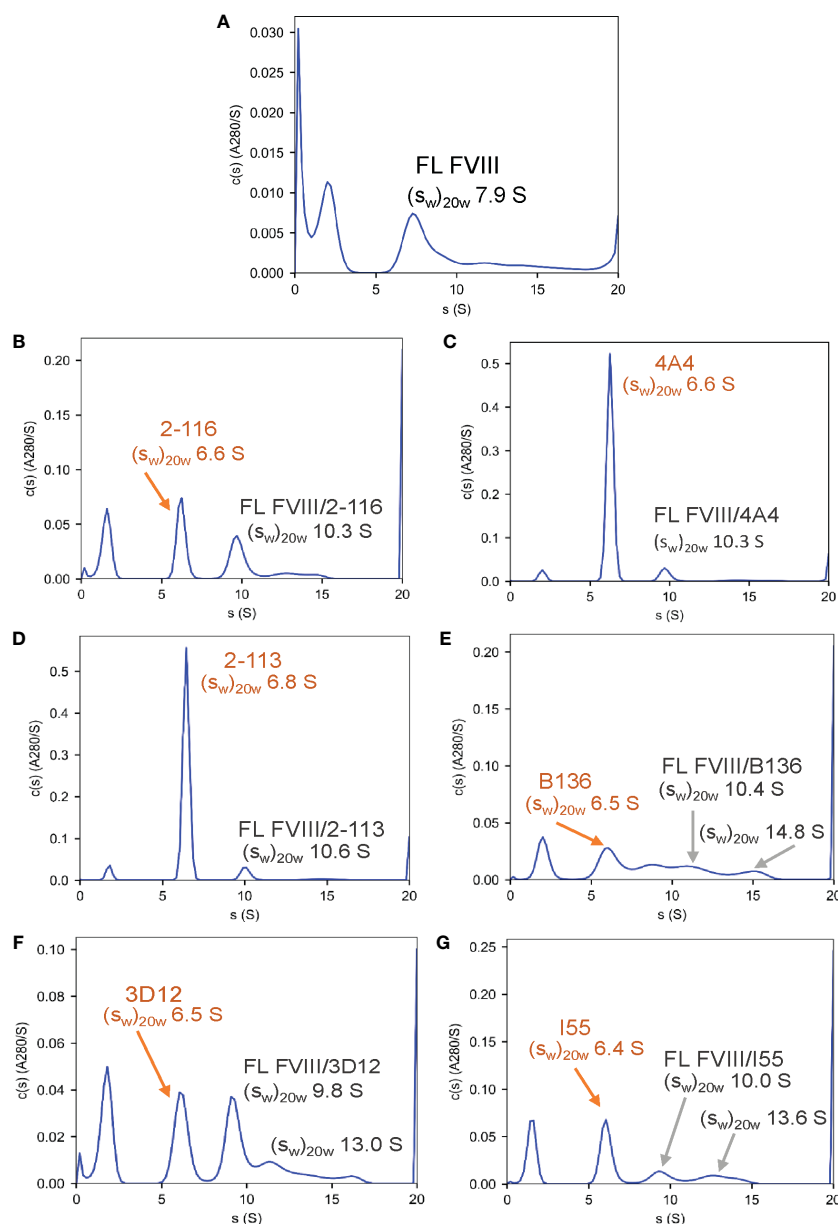 A
0.030
0.025
0.020
0.015
0.010
0.005
0.000
c(s) (A280/S)
FL FVIII
(sw)20w 7.9 S
0 5 10 15 20
s (S)
B
0.20
0.15
0.10
0.05
0.00
c(s) (A280/S)
2-116
(sw)20w 6.6 S
FL FVIII/2-116
(sw)20w 10.3 S
0 5 10 15 20
s (S)
C
0.5
0.4
0.3
0.2
0.1
0.0
c(s) (A280/S)
4A4
(sw)20w 6.6 S
FL FVIII/4A4
(sw)20w 10.3 S
0 5 10 15 20
s (S)
D
0.5
0.4
0.3
0.2
0.1
0.0
c(s) (A280/S)
2-113
(sw)20w 6.8 S
FL FVIII/2-113
(sw)20w 10.6 S
0 5 10 15 20
s (S)
E
0.20
0.15
0.10
0.05
0.00
c(s) (A280/S)
B136
(sw)20w 6.5 S
FL FVIII/B136
(sw)20w 10.4 S
(sw)20w 14.8 S
0 5 10 15 20
s (S)
F
0.10
0.08
0.06
0.04
0.02
0.00
c(s) (A280/S)
3D12
(sw)20w 6.5 S
FL FVIII/3D12
(sw)20w 9.8 S
(sw)20w 13.0 S
0 5 10 15 20
s (S)
G
0.25
0.20
0.15
0.10
0.05
0.00
c(s) (A280/S)
I55
(sw)20w 6.4 S
FL FVIII/I55
(sw)20w 10.0 S
(sw)20w 13.6 S
0 5 10 15 20
s (S)